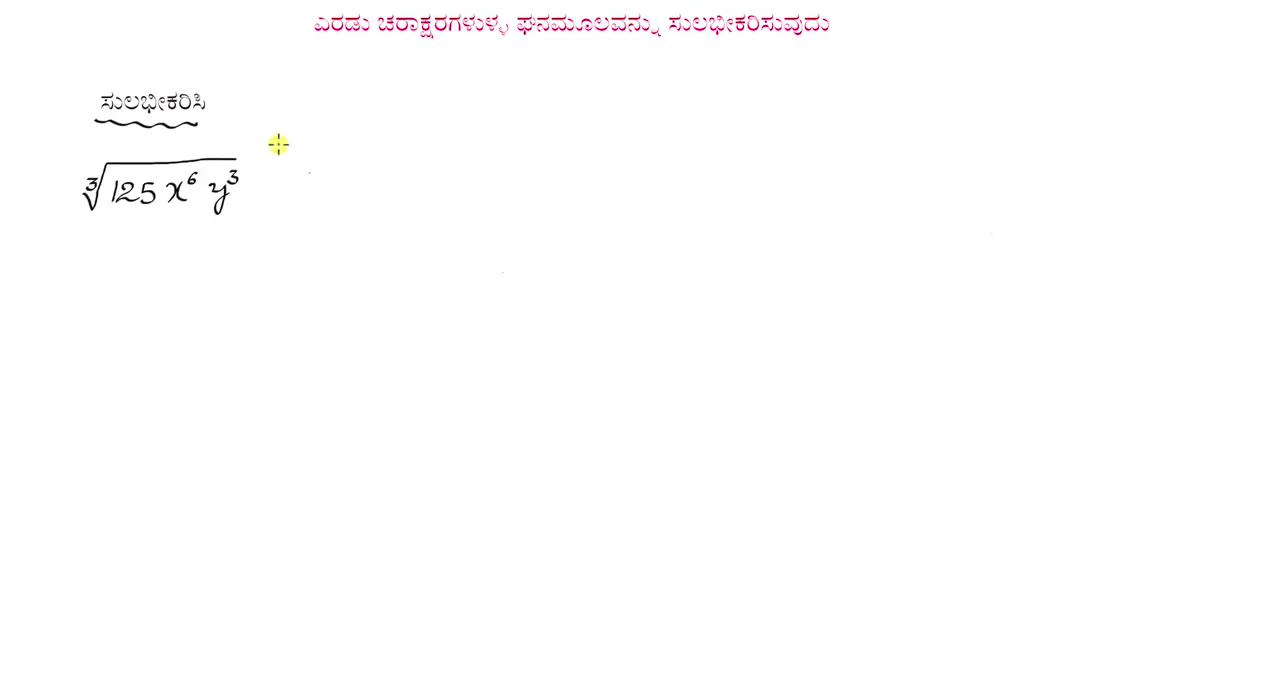 ಎರಡು ಚರಾಕ್ಷರಗಳುಳ್ಳ ಘನಮೂಲವನ್ನು ಸುಲಭೀಕರಿಸುವುದು
ಸುಲಭೀಕರಿಸಿ
∛(125 x⁶ y³)